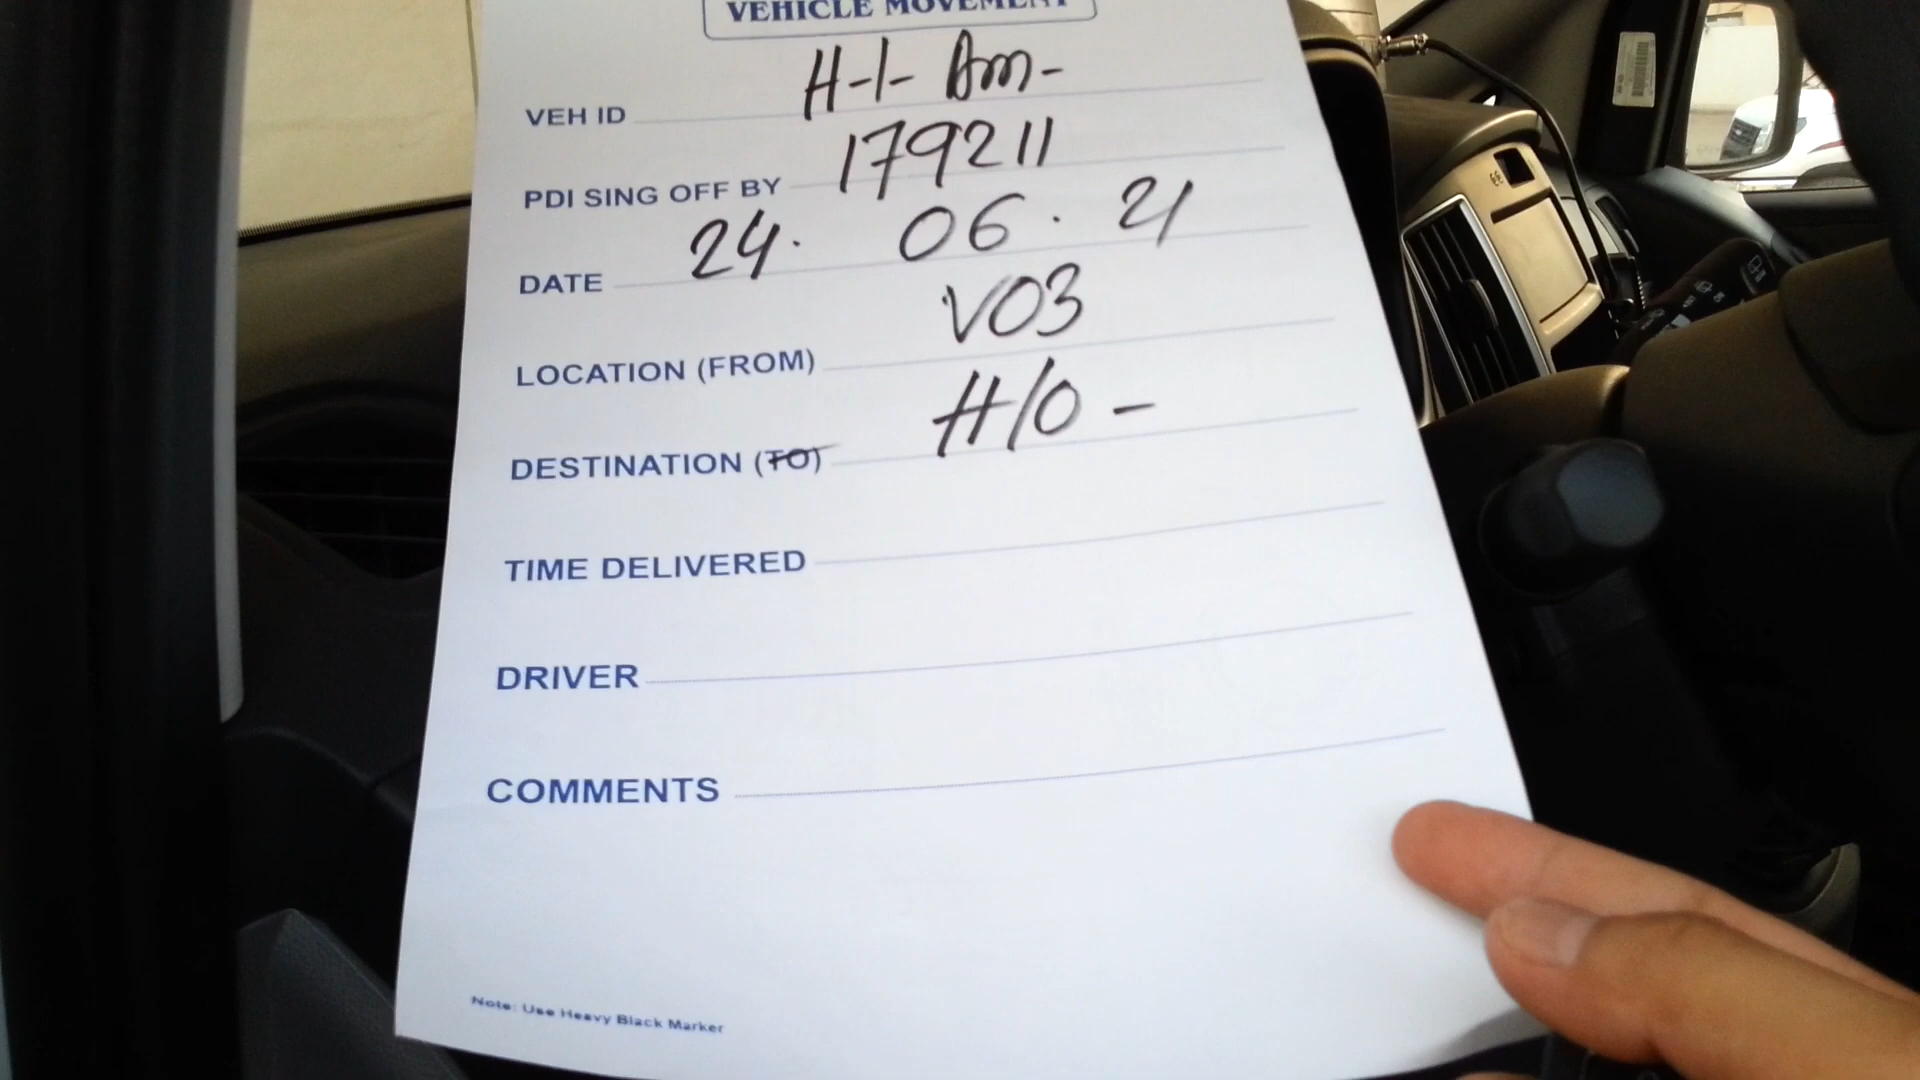 VEHICLE MOVEMENT
VEH ID H-1- Am-
PDI SING OFF BY 179211
DATE 24. 06. 21
LOCATION (FROM) V03
DESTINATION (TO) H/O -
TIME DELIVERED
DRIVER
COMMENTS
Note: Use Heavy Black Marker